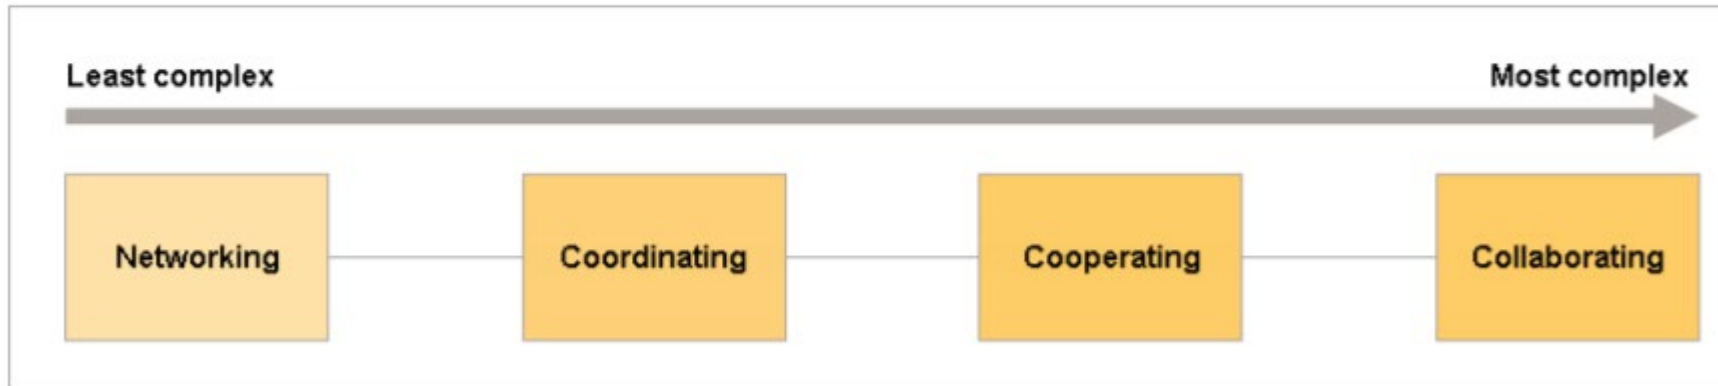 Least complex
Most complex
Networking
Coordinating
Cooperating
Collaborating